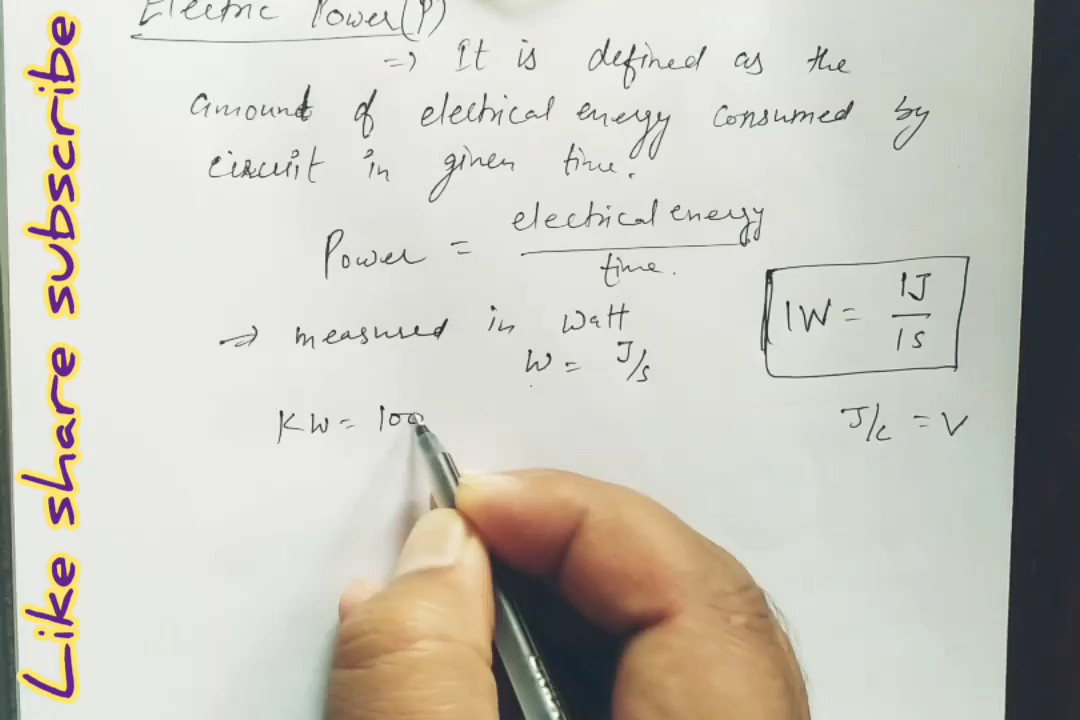 Electric Power(P)
=> It is defined as the
amount of electrical energy consumed by
circuit in given time.
Power = electrical energy / time.
→ measured in Watt
W = J/s
1W = 1J / 1s
KW = 100
J/c = V
Like share subscribe